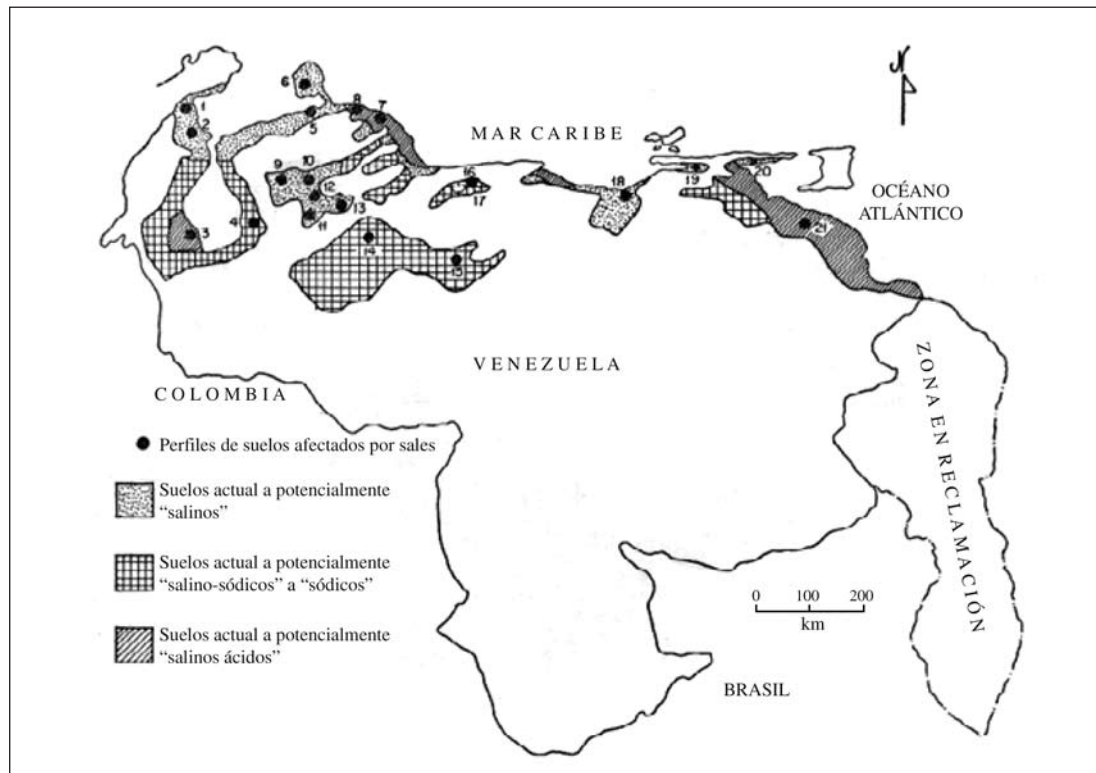 N
6
1
2
5
8
7
MAR CARIBE
9
10
12
13
11
16
17
18
19
20
OCÉANO
ATLÁNTICO
3
4
14
15
21
VENEZUELA
COLOMBIA
ZONA EN RECLAMACIÓN
Perfiles de suelos afectados por sales
Suelos actual a potencialmente
“salinos”
Suelos actual a potencialmente
“salino-sódicos” a “sódicos”
Suelos actual a potencialmente
“salinos ácidos”
0 100 200
km
BRASIL